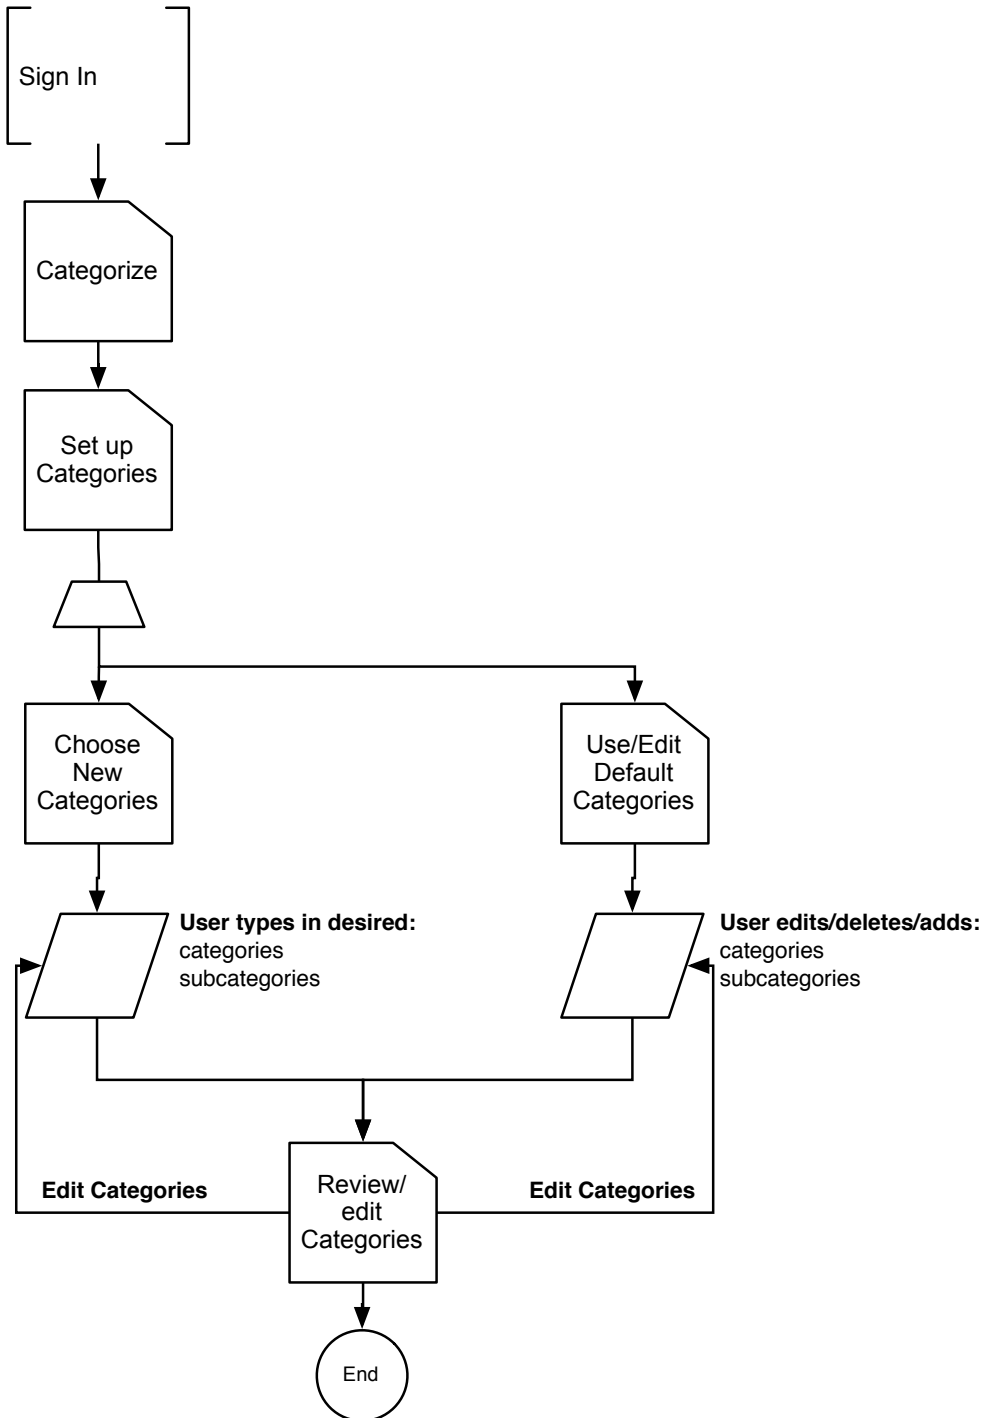 Sign In
Categorize
Set up
Categories
Choose
New
Categories
Use/Edit
Default
Categories
User types in desired:
categories
subcategories
User edits/deletes/adds:
categories
subcategories
Edit Categories
Review/
edit
Categories
Edit Categories
End